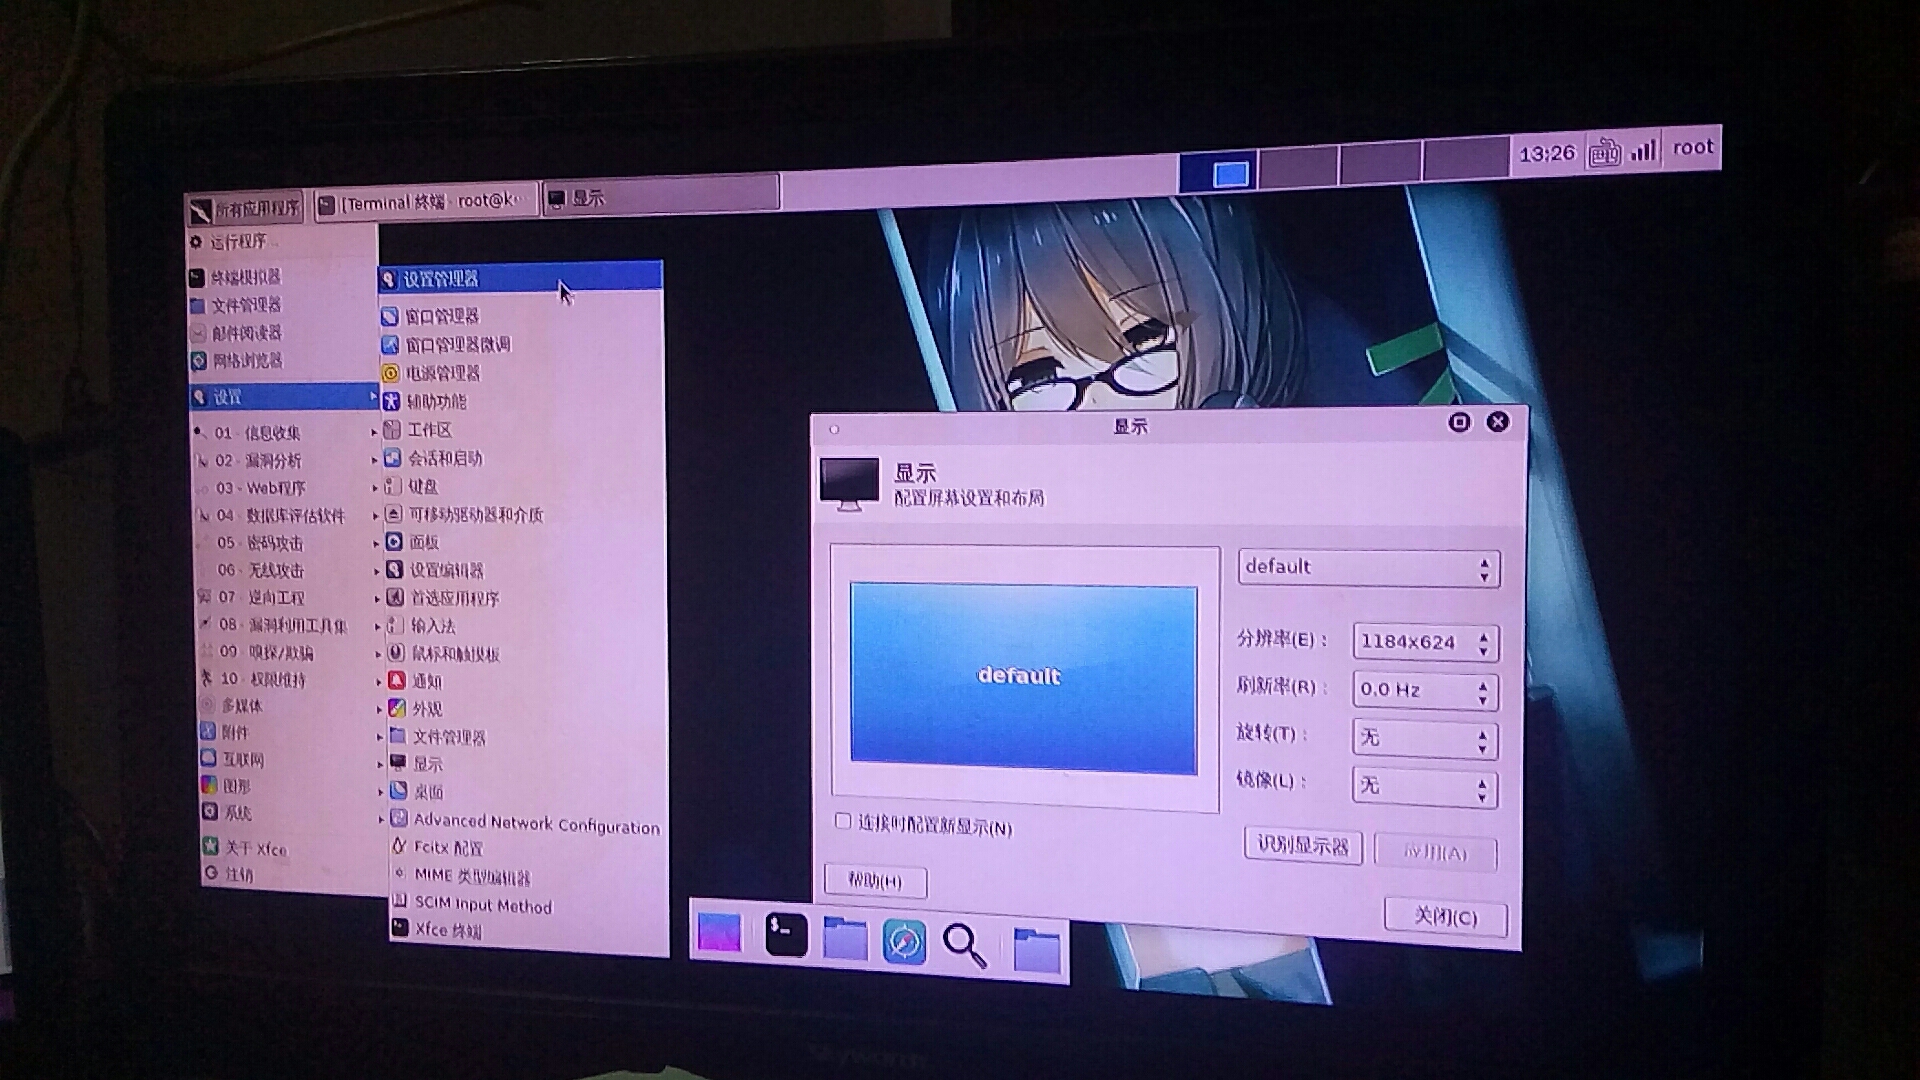 所有应用程序
[Terminal 终端 - root@k…
显示
13:26
root
运行程序...
终端模拟器
文件管理器
邮件阅读器
网络浏览器
设置
01 - 信息收集
02 - 漏洞分析
03 - Web程序
04 - 数据库评估软件
05 - 密码攻击
06 - 无线攻击
07 - 逆向工程
08 - 漏洞利用工具集
09 - 嗅探/欺骗
10 - 权限维持
多媒体
附件
互联网
图形
系统
关于 Xfce
注销
设置管理器
窗口管理器
窗口管理器微调
电源管理器
辅助功能
工作区
会话和启动
键盘
可移动驱动器和介质
面板
设置编辑器
首选应用程序
输入法
鼠标和触摸板
通知
外观
文件管理器
显示
桌面
Advanced Network Configuration
Fcitx 配置
MIME 类型编辑器
SCIM Input Method
Xfce 终端
显示
显示
配置屏幕设置和布局
default
default
分辨率(E)：
1184x624
刷新率(R)：
0.0 Hz
旋转(T)：
无
镜像(L)：
无
连接时配置新显示(N)
识别显示器
应用(A)
帮助(H)
关闭(C)
$_